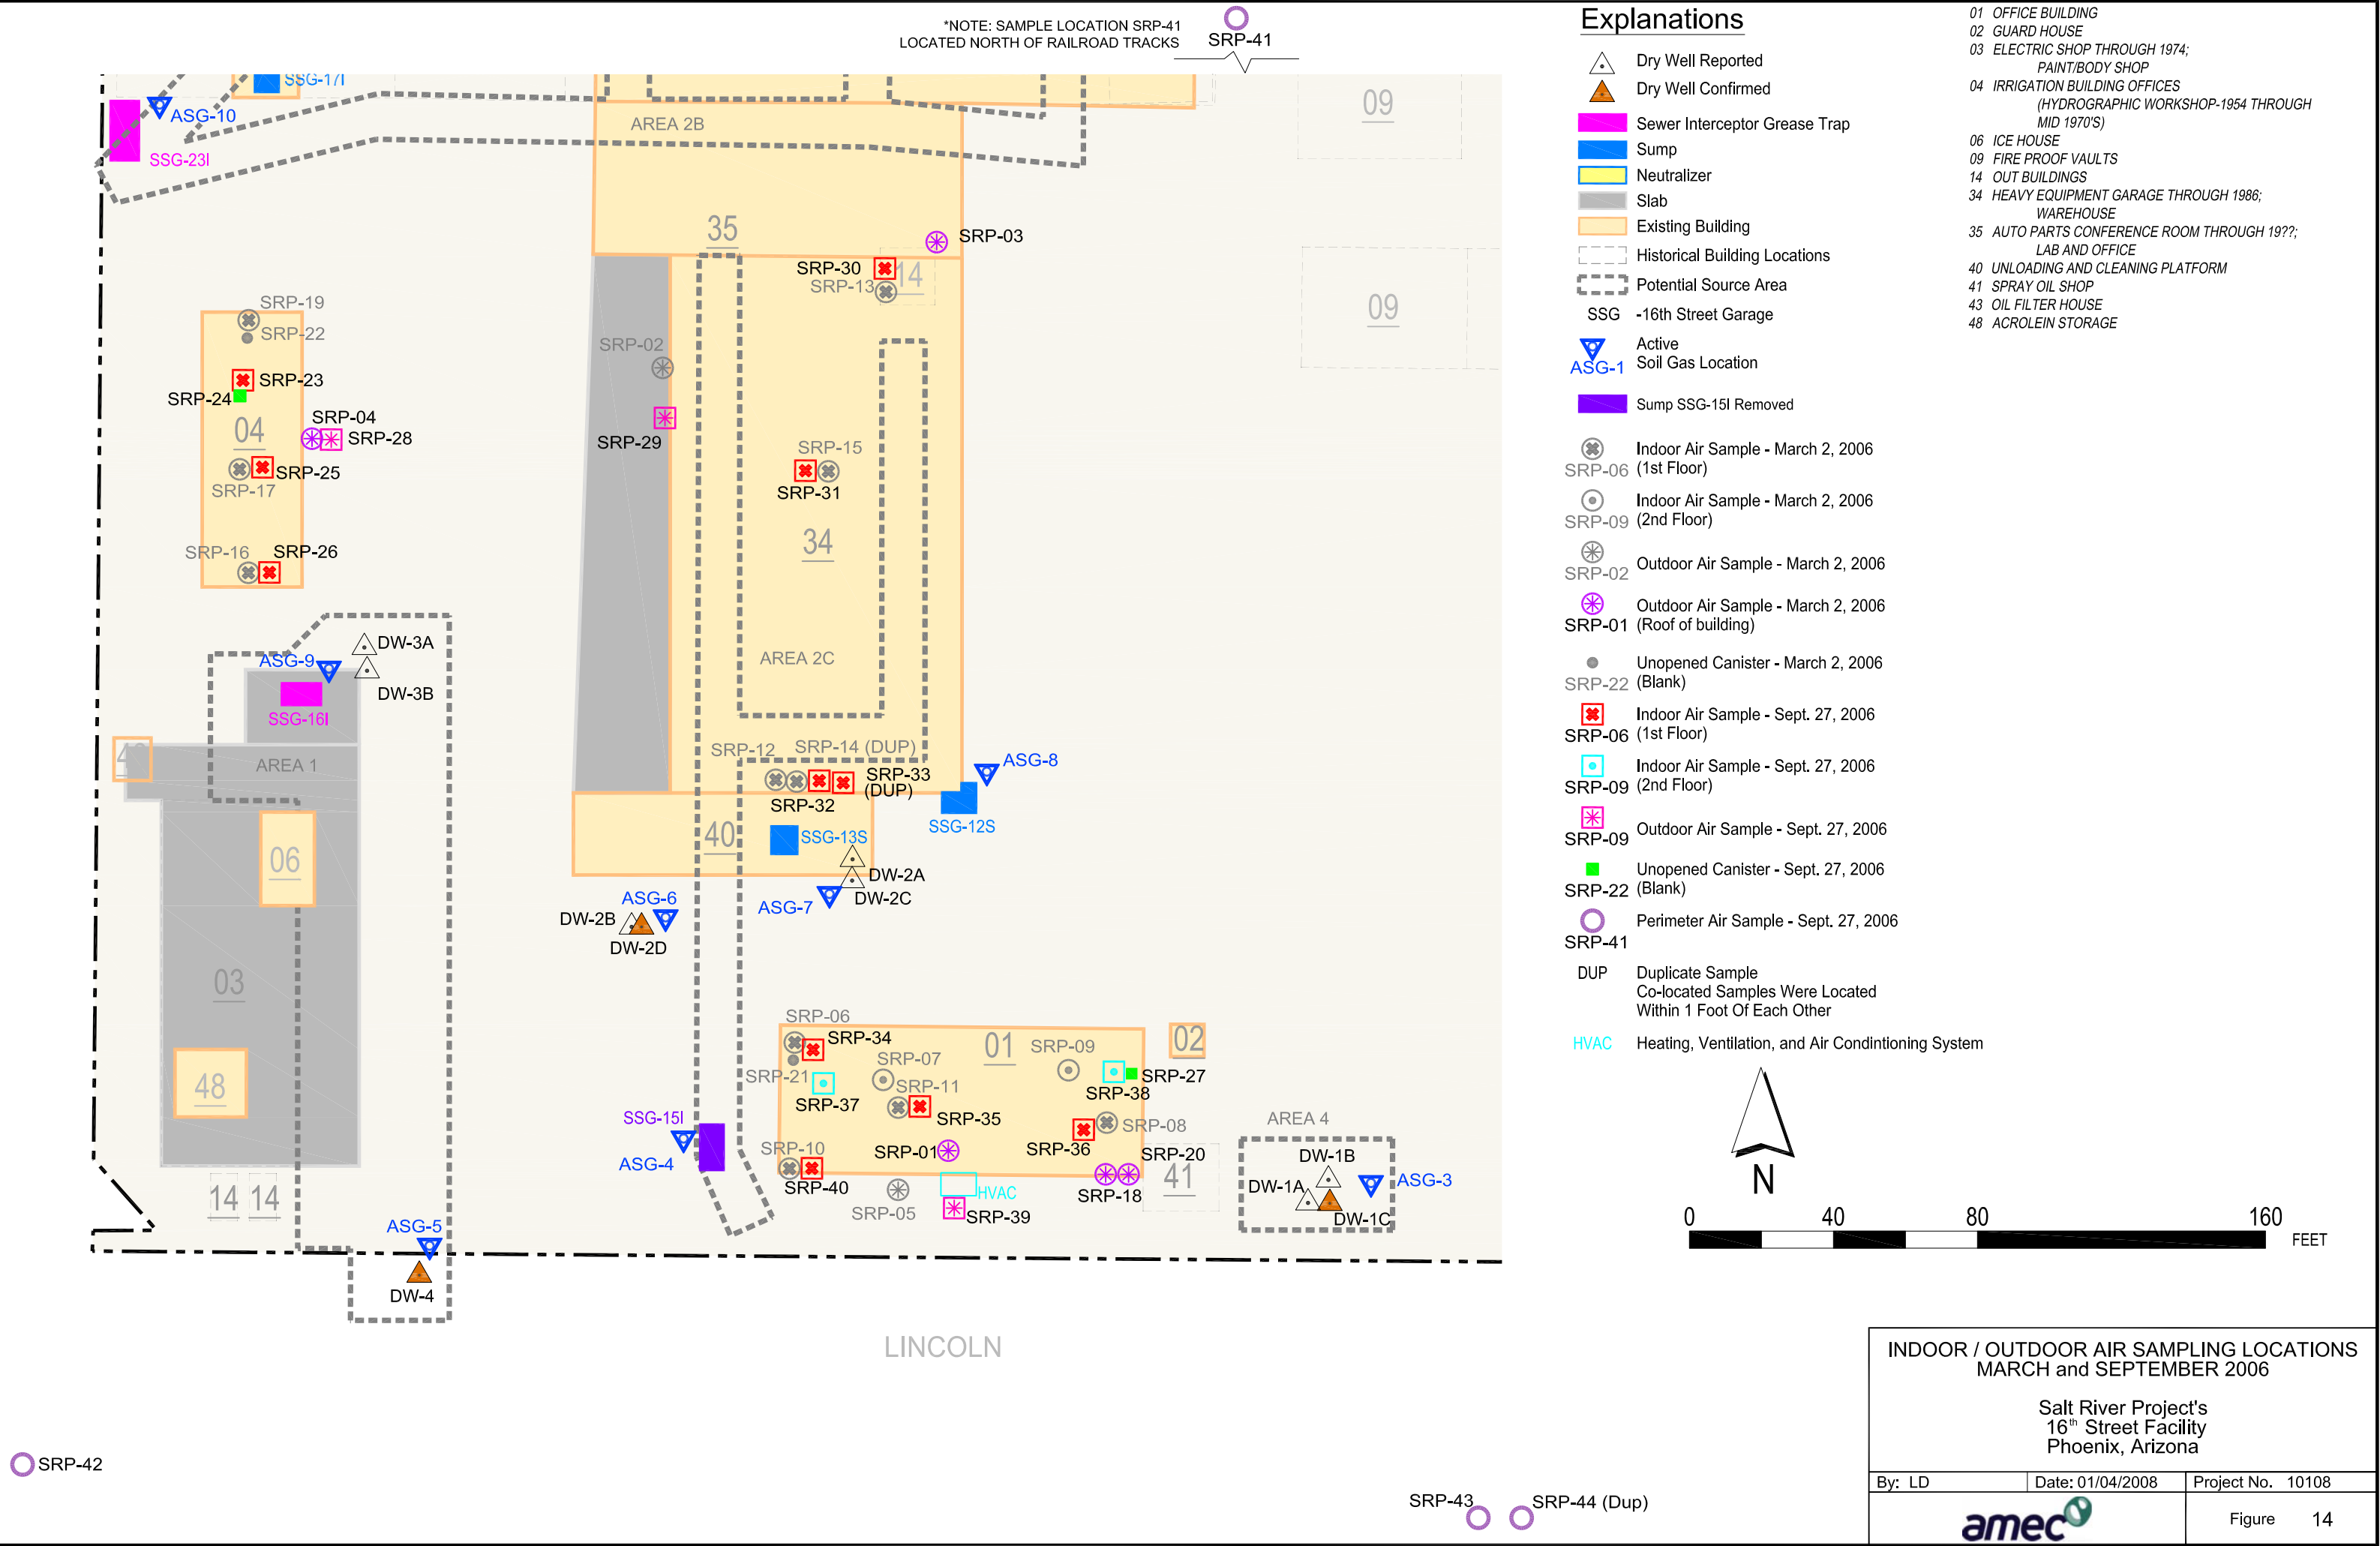 *NOTE: SAMPLE LOCATION SRP-41
LOCATED NORTH OF RAILROAD TRACKS
SRP-41
SSG-17I
ASG-10
SSG-23I
AREA 2B
09
35
SRP-03
SRP-30
14
SRP-13
09
SRP-19
SRP-22
SRP-02
SRP-23
SRP-24
SRP-04
04
SRP-28
SRP-29
SRP-15
SRP-25
SRP-17
SRP-31
34
SRP-16
SRP-26
DW-3A
ASG-9
AREA 2C
DW-3B
SSG-16I
SRP-12
SRP-14 (DUP)
ASG-8
AREA 1
SRP-33
(DUP)
SRP-32
40
SSG-13S
SSG-12S
06
DW-2A
ASG-6
ASG-7
DW-2C
DW-2B
DW-2D
03
SRP-06
SRP-34
01
SRP-09
02
SRP-07
SRP-21
SRP-11
SRP-27
48
SRP-37
SRP-38
SSG-15I
SRP-35
SRP-08
AREA 4
SRP-10
SRP-01
SRP-36
SRP-20
ASG-4
DW-1B
SRP-40
41
DW-1A
ASG-3
14 14
HVAC
SRP-18
SRP-05
SRP-39
DW-1C
ASG-5
DW-4
LINCOLN
SRP-42
SRP-43
SRP-44 (Dup)
Explanations
Dry Well Reported
Dry Well Confirmed
Sewer Interceptor Grease Trap
Sump
Neutralizer
Slab
Existing Building
Historical Building Locations
Potential Source Area
SSG -16th Street Garage
Active
ASG-1 Soil Gas Location
Sump SSG-15I Removed
Indoor Air Sample - March 2, 2006
SRP-06 (1st Floor)
Indoor Air Sample - March 2, 2006
SRP-09 (2nd Floor)
Outdoor Air Sample - March 2, 2006
SRP-02
Outdoor Air Sample - March 2, 2006
SRP-01 (Roof of building)
Unopened Canister - March 2, 2006
SRP-22 (Blank)
Indoor Air Sample - Sept. 27, 2006
SRP-06 (1st Floor)
Indoor Air Sample - Sept. 27, 2006
SRP-09 (2nd Floor)
Outdoor Air Sample - Sept. 27, 2006
SRP-09
Unopened Canister - Sept. 27, 2006
SRP-22 (Blank)
Perimeter Air Sample - Sept. 27, 2006
SRP-41
DUP Duplicate Sample
Co-located Samples Were Located
Within 1 Foot Of Each Other
HVAC Heating, Ventilation, and Air Condintioning System
01 OFFICE BUILDING
02 GUARD HOUSE
03 ELECTRIC SHOP THROUGH 1974;
PAINT/BODY SHOP
04 IRRIGATION BUILDING OFFICES
(HYDROGRAPHIC WORKSHOP-1954 THROUGH
MID 1970'S)
06 ICE HOUSE
09 FIRE PROOF VAULTS
14 OUT BUILDINGS
34 HEAVY EQUIPMENT GARAGE THROUGH 1986;
WAREHOUSE
35 AUTO PARTS CONFERENCE ROOM THROUGH 19??;
LAB AND OFFICE
40 UNLOADING AND CLEANING PLATFORM
41 SPRAY OIL SHOP
43 OIL FILTER HOUSE
48 ACROLEIN STORAGE
N
0 40 80 160
FEET
INDOOR / OUTDOOR AIR SAMPLING LOCATIONS
MARCH and SEPTEMBER 2006
Salt River Project's
16th Street Facility
Phoenix, Arizona
By: LD Date: 01/04/2008 Project No. 10108
amec
Figure 14